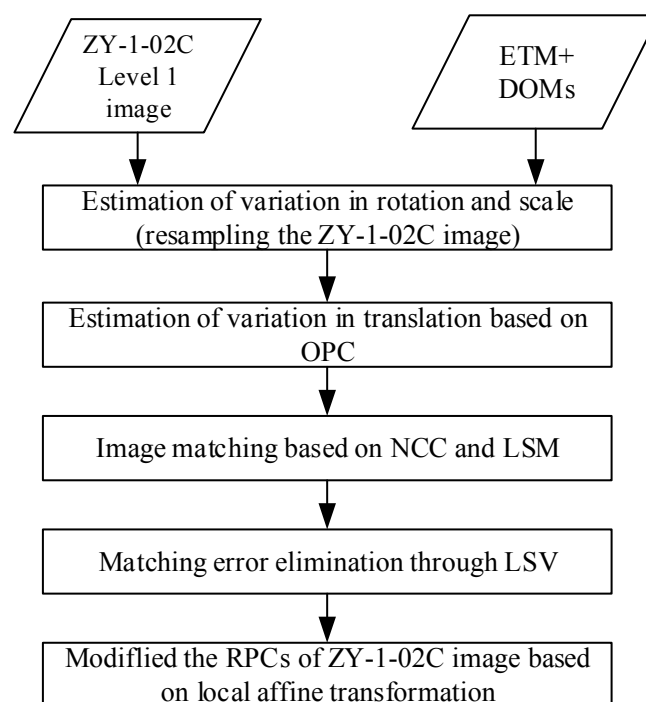 ZY-1-02C
Level 1
image
ETM+
DOMs
Estimation of variation in rotation and scale
(resampling the ZY-1-02C image)
Estimation of variation in translation based on
OPC
Image matching based on NCC and LSM
Matching error elimination through LSV
Modiflied the RPCs of ZY-1-02C image based
on local affine transformation